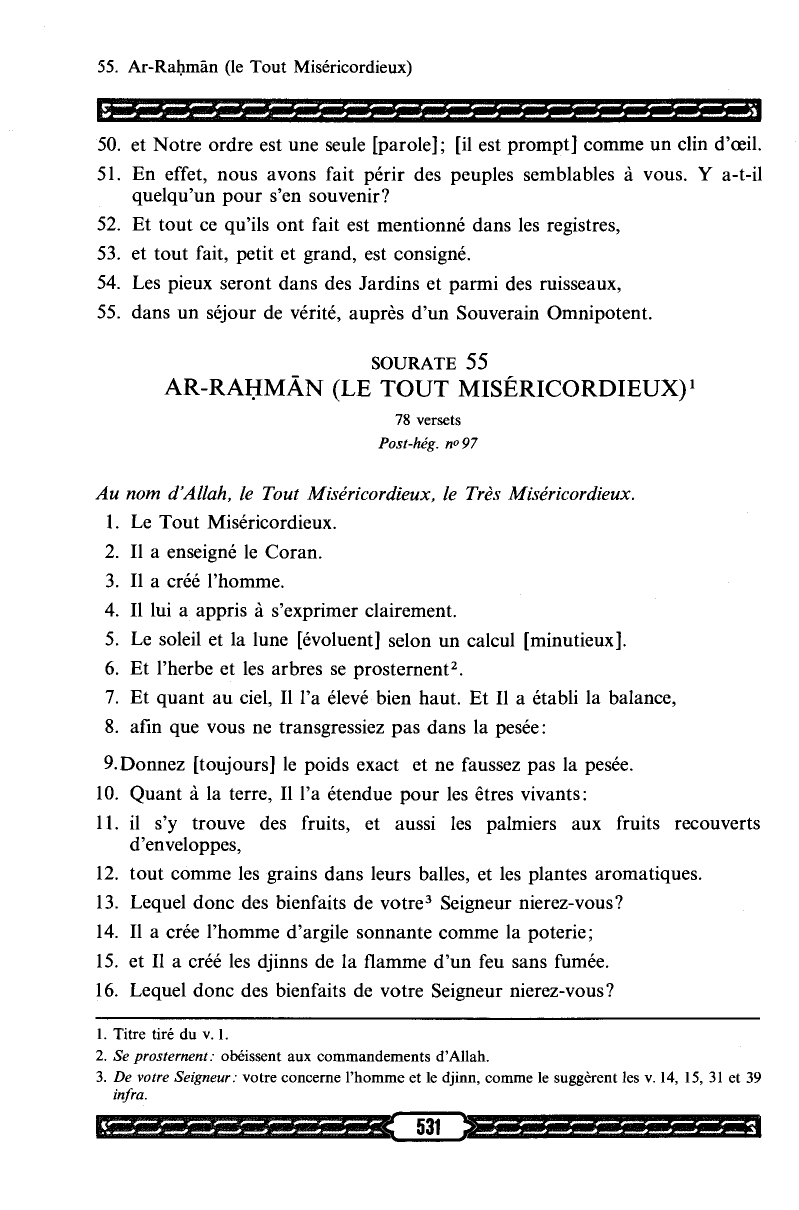 55. Ar-Raḥmān (le Tout Miséricordieux)
50. et Notre ordre est une seule [parole]; [il est prompt] comme un clin d'œil.
51. En effet, nous avons fait périr des peuples semblables à vous. Y a-t-il
quelqu'un pour s'en souvenir?
52. Et tout ce qu'ils ont fait est mentionné dans les registres,
53. et tout fait, petit et grand, est consigné.
54. Les pieux seront dans des Jardins et parmi des ruisseaux,
55. dans un séjour de vérité, auprès d'un Souverain Omnipotent.
SOURATE 55
AR-RAḤMĀN (LE TOUT MISÉRICORDIEUX)¹
78 versets
Post-hég. nº 97
Au nom d'Allah, le Tout Miséricordieux, le Très Miséricordieux.
1. Le Tout Miséricordieux.
2. Il a enseigné le Coran.
3. Il a créé l'homme.
4. Il lui a appris à s'exprimer clairement.
5. Le soleil et la lune [évoluent] selon un calcul [minutieux].
6. Et l'herbe et les arbres se prosternent².
7. Et quant au ciel, Il l'a élevé bien haut. Et Il a établi la balance,
8. afin que vous ne transgressiez pas dans la pesée:
9.Donnez [toujours] le poids exact et ne faussez pas la pesée.
10. Quant à la terre, Il l'a étendue pour les êtres vivants:
11. il s'y trouve des fruits, et aussi les palmiers aux fruits recouverts
d'enveloppes,
12. tout comme les grains dans leurs balles, et les plantes aromatiques.
13. Lequel donc des bienfaits de votre³ Seigneur nierez-vous?
14. Il a crée l'homme d'argile sonnante comme la poterie;
15. et Il a créé les djinns de la flamme d'un feu sans fumée.
16. Lequel donc des bienfaits de votre Seigneur nierez-vous?
1. Titre tiré du v. 1.
2. Se prosternent: obéissent aux commandements d'Allah.
3. De votre Seigneur: votre concerne l'homme et le djinn, comme le suggèrent les v. 14, 15, 31 et 39
infra.
531